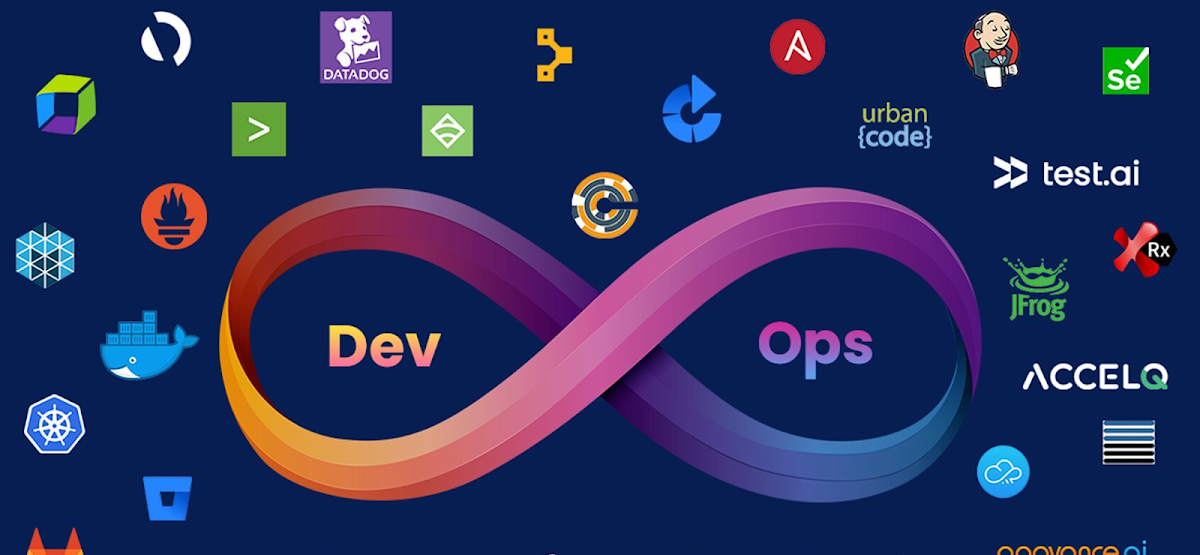 DATADOG
>
Se
urban
{code}
test.ai
Rx
JFrog
Dev
Ops
ACCELQ